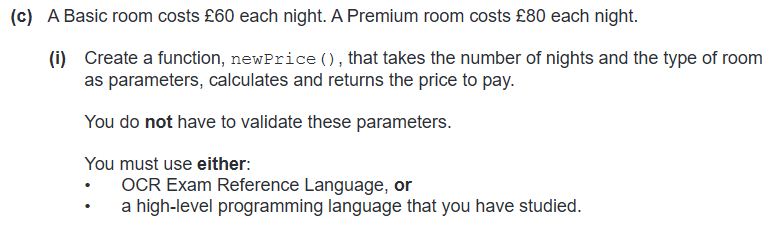 (c) A Basic room costs £60 each night. A Premium room costs £80 each night.
(i) Create a function, newPrice(), that takes the number of nights and the type of room
as parameters, calculates and returns the price to pay.
You do not have to validate these parameters.
You must use either:
• OCR Exam Reference Language, or
• a high-level programming language that you have studied.